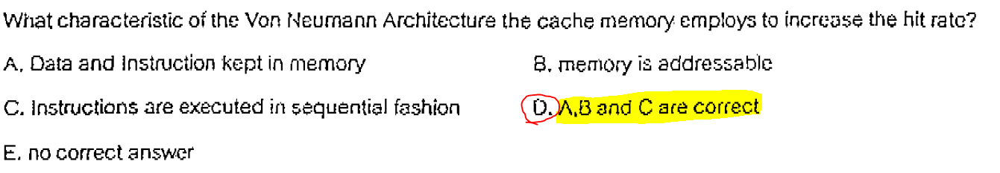 What characteristic of the Von Neumann Architecture the cache memory employs to increase the hit rate?
A. Data and Instruction kept in memory B. memory is addressable
C. Instructions are executed in sequential fashion D. A,B and C are correct
E. no correct answer